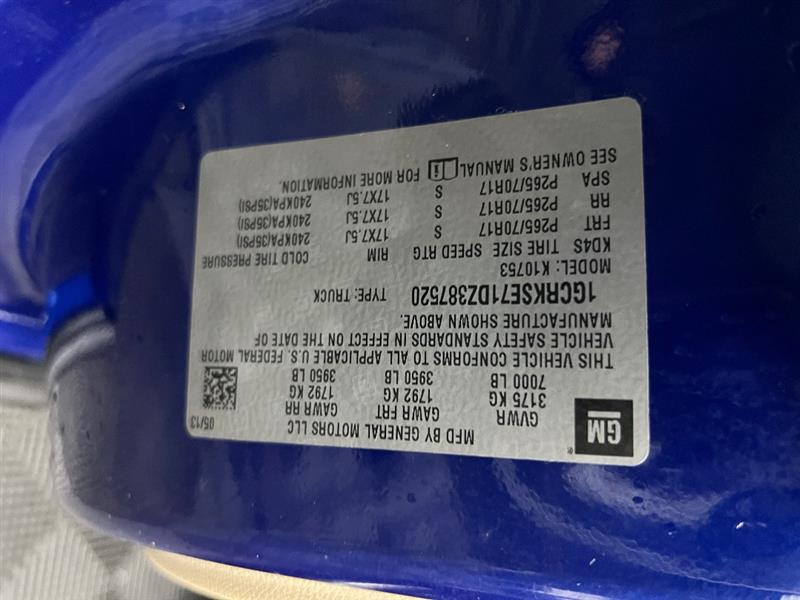 GM
MFD BY GENERAL MOTORS LLC 05/13
GVWR GAWR FRT GAWR RR
3175 KG 1792 KG 1792 KG
7000 LB 3950 LB 3950 LB
THIS VEHICLE CONFORMS TO ALL APPLICABLE U.S. FEDERAL MOTOR
VEHICLE SAFETY STANDARDS IN EFFECT ON THE DATE OF
MANUFACTURE SHOWN ABOVE.
1GCRKSE71DZ387520 TYPE: TRUCK
MODEL: K10753
KD4S TIRE SIZE SPEED RTG RIM COLD TIRE PRESSURE
FRT P265/70R17 S 17X7.5J 240KPA(35PSI)
RR P265/70R17 S 17X7.5J 240KPA(35PSI)
SPA P265/70R17 S 17X7.5J 240KPA(35PSI)
SEE OWNER'S MANUAL FOR MORE INFORMATION.